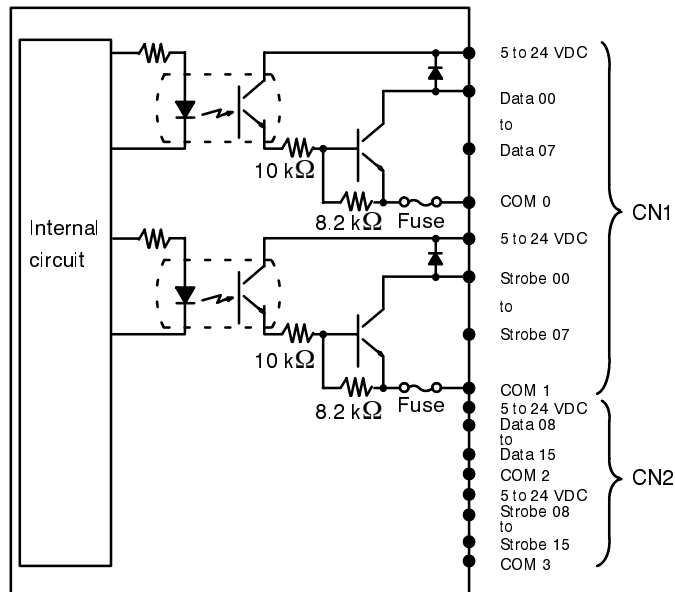 5 to 24 VDC
Data 00
to
Data 07
10 kΩ
COM 0
8.2 kΩ
Fuse
5 to 24 VDC
CN1
Internal
circuit
Strobe 00
to
Strobe 07
10 kΩ
COM 1
8.2 kΩ
Fuse
5 to 24 VDC
Data 08
to
Data 15
COM 2
CN2
5 to 24 VDC
Strobe 08
to
Strobe 15
COM 3